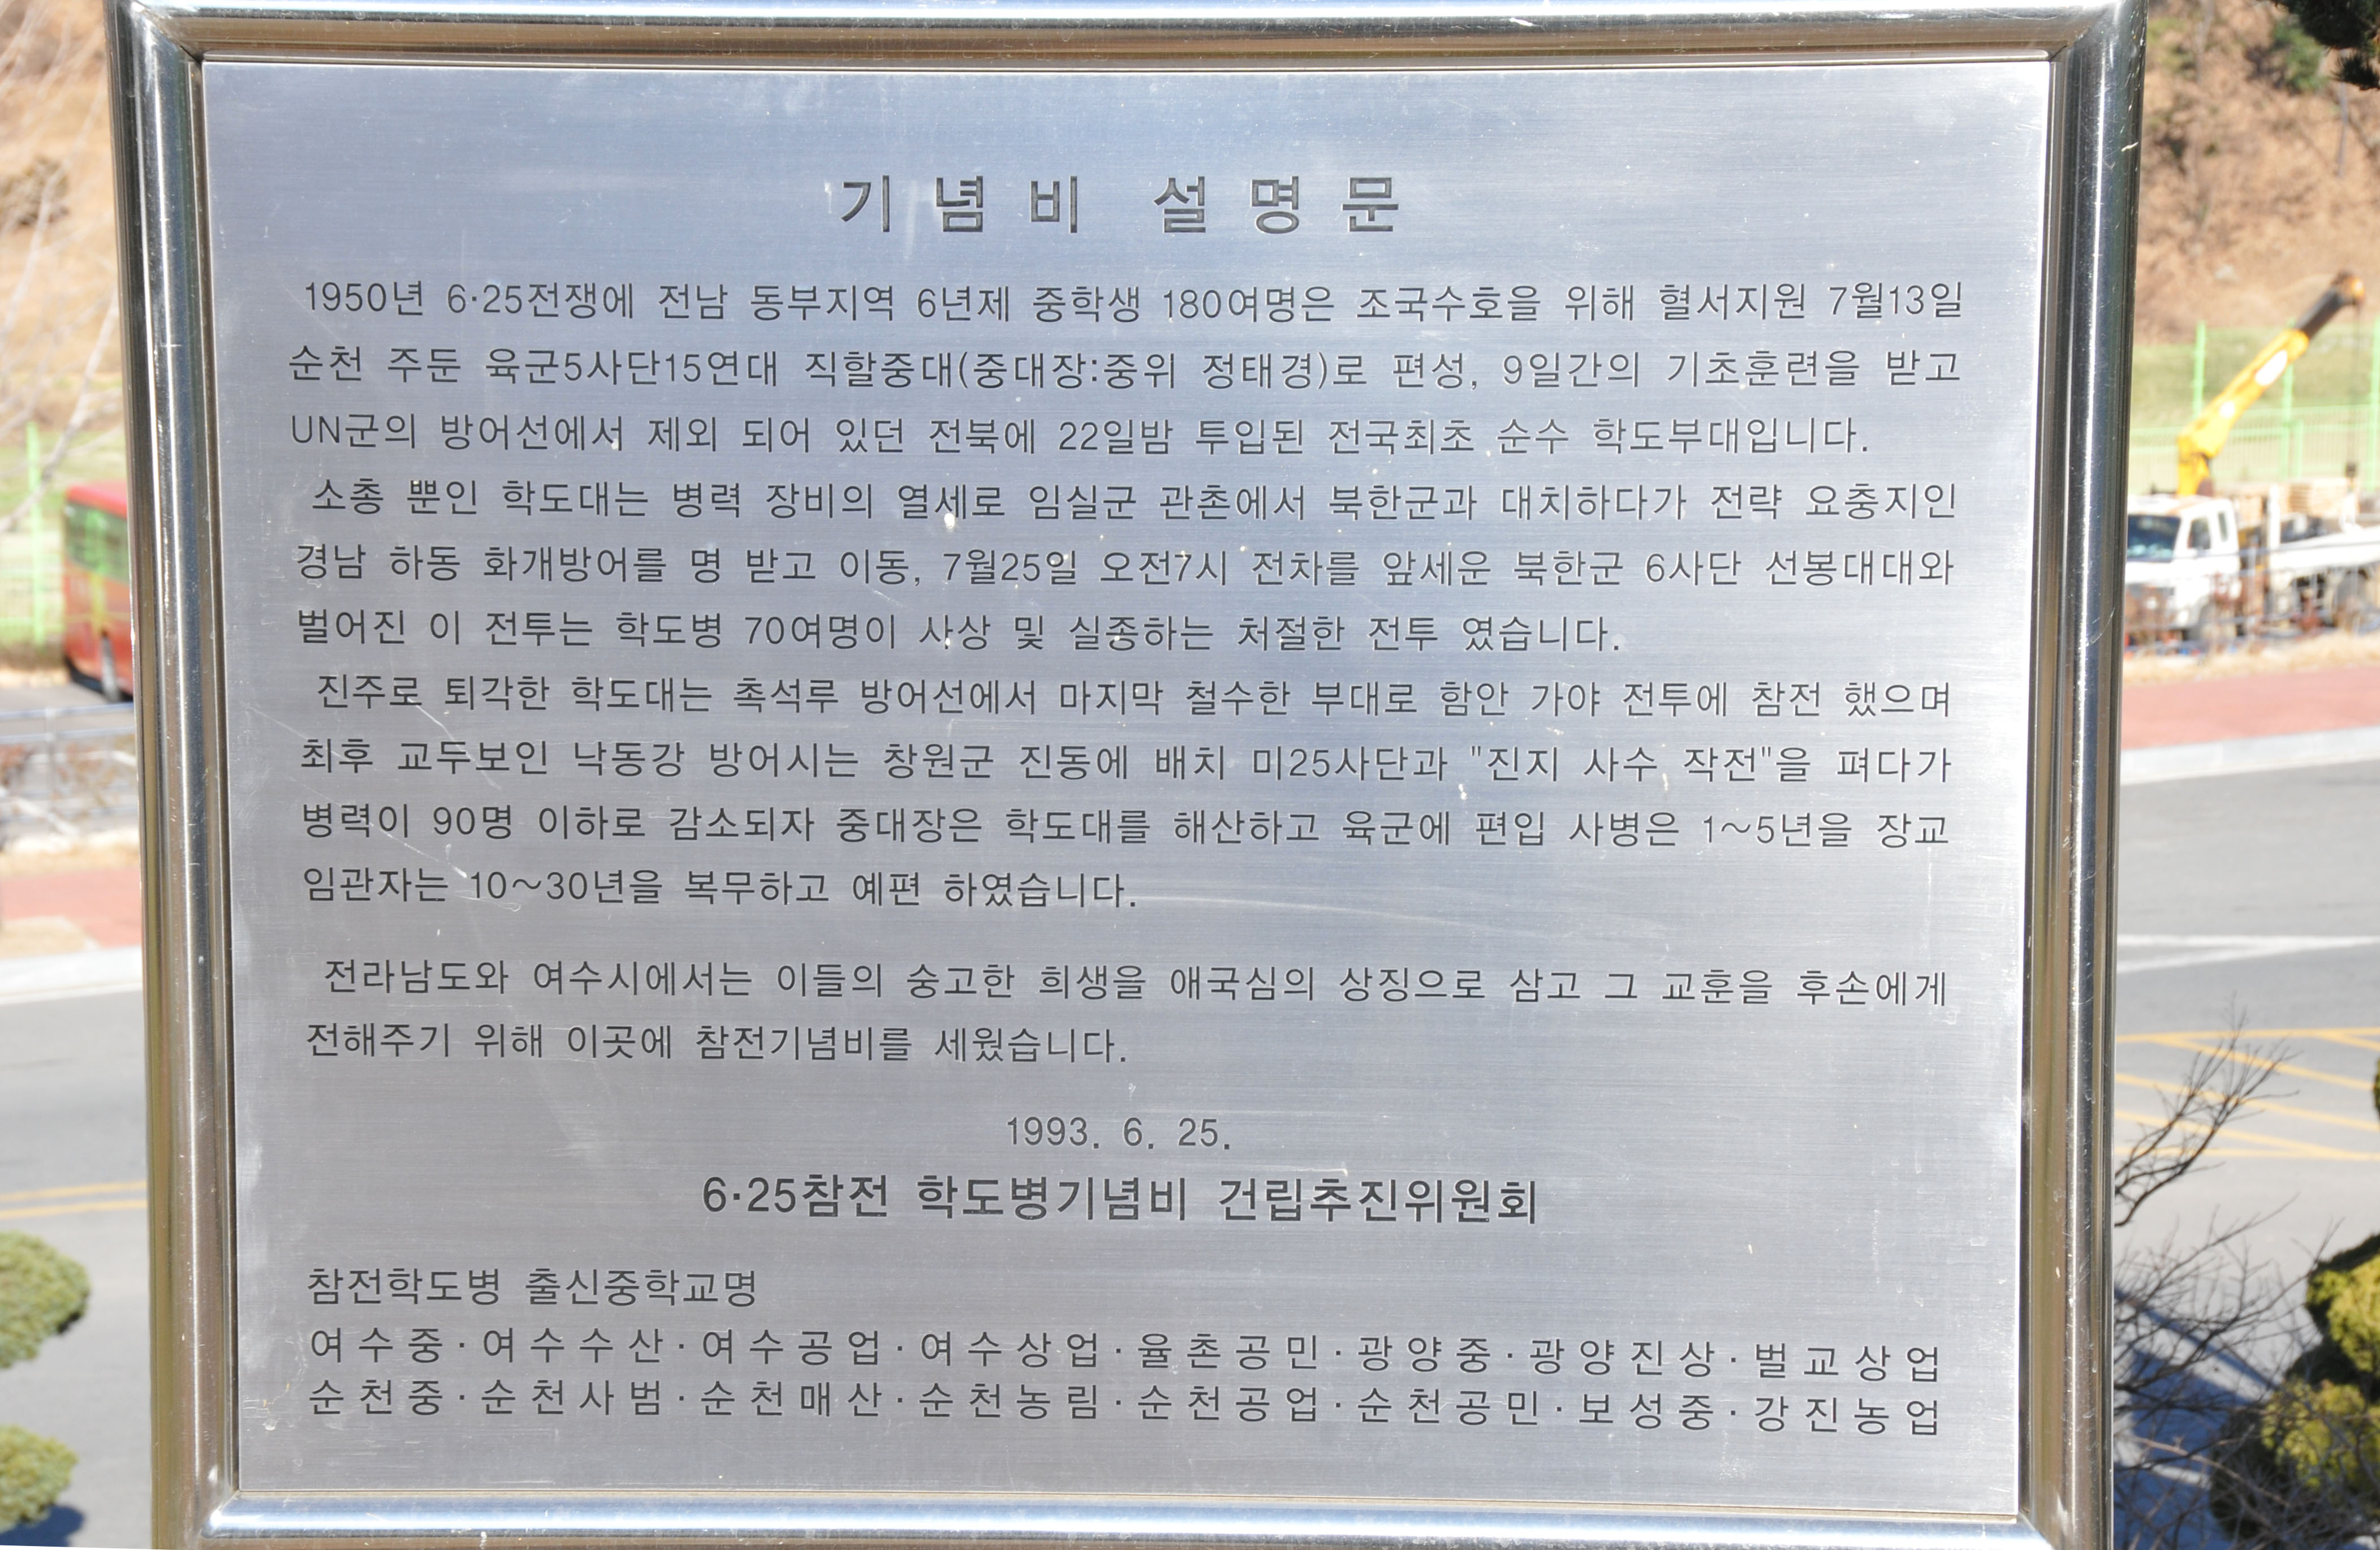 기념비 설명문
1950년 6·25전쟁에 전남 동부지역 6년제 중학생 180여명은 조국수호을 위해 혈서지원 7월13일
순천 주둔 육군5사단15연대 직할중대(중대장:중위 정태경)로 편성, 9일간의 기초훈련을 받고
UN군의 방어선에서 제외 되어 있던 전북에 22일밤 투입된 전국최초 순수 학도부대입니다.
소총 뿐인 학도대는 병력 장비의 열세로 임실군 관촌에서 북한군과 대치하다가 전략 요충지인
경남 하동 화개방어를 명 받고 이동, 7월25일 오전7시 전차를 앞세운 북한군 6사단 선봉대대와
벌어진 이 전투는 학도병 70여명이 사상 및 실종하는 처절한 전투 였습니다.
진주로 퇴각한 학도대는 촉석루 방어선에서 마지막 철수한 부대로 함안 가야 전투에 참전 했으며
최후 교두보인 낙동강 방어시는 창원군 진동에 배치 미25사단과 "진지 사수 작전"을 펴다가
병력이 90명 이하로 감소되자 중대장은 학도대를 해산하고 육군에 편입 사병은 1~5년을 장교
임관자는 10~30년을 복무하고 예편 하였습니다.
전라남도와 여수시에서는 이들의 숭고한 희생을 애국심의 상징으로 삼고 그 교훈을 후손에게
전해주기 위해 이곳에 참전기념비를 세웠습니다.
1993. 6. 25.
6·25참전 학도병기념비 건립추진위원회
참전학도병 출신중학교명
여수중·여수수산·여수공업·여수상업·율촌공민·광양중·광양진상·벌교상업
순천중·순천사범·순천매산·순천농림·순천공업·순천공민·보성중·강진농업